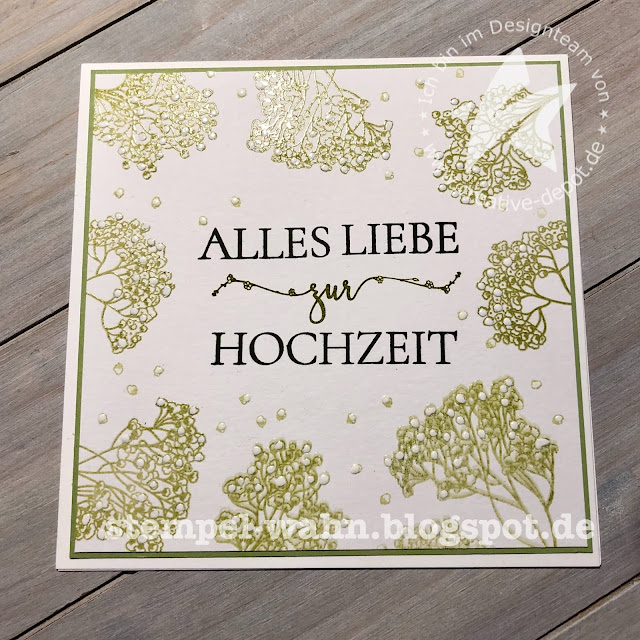 Ich bin im Designteam von
ALLES LIEBE
zur
HOCHZEIT
stempel-wahn.blogspot.de